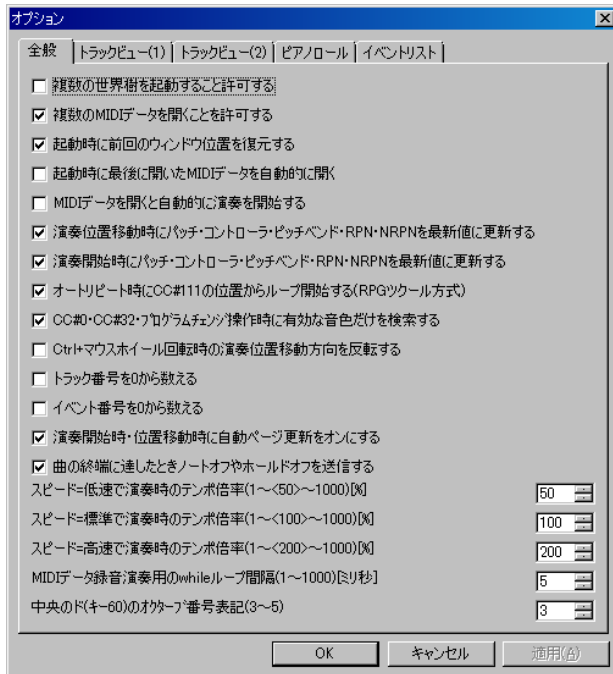 オプション
全般 トラックビュー(1) トラックビュー(2) ピアノロール イベントリスト
複数の世界樹を起動すること許可する
複数のMIDIデータを開くことを許可する
起動時に前回のウィンドウ位置を復元する
起動時に最後に開いたMIDIデータを自動的に開く
MIDIデータを開くと自動的に演奏を開始する
演奏位置移動時にパッチ・コントローラ・ピッチベンド・RPN・NRPNを最新値に更新する
演奏開始時にパッチ・コントローラ・ピッチベンド・RPN・NRPNを最新値に更新する
オートリピート時にCC#111の位置からループ開始する(RPGツクール方式)
CC#0・CC#32・プログラムチェンジ操作時に有効な音色だけを検索する
Ctrl+マウスホイール回転時の演奏位置移動方向を反転する
トラック番号を0から数える
イベント番号を0から数える
演奏開始時・位置移動時に自動ページ更新をオンにする
曲の終端に達したときノートオフやホールドオフを送信する
スピード=低速で演奏時のテンポ倍率(1～<50>～1000)[%] 50
スピード=標準で演奏時のテンポ倍率(1～<100>～1000)[%] 100
スピード=高速で演奏時のテンポ倍率(1～<200>～1000)[%] 200
MIDIデータ録音演奏用のwhileループ間隔(1～1000)[ミリ秒] 5
中央のド(キー60)のオクターブ番号表記(3～5) 3
OK キャンセル 適用(A)